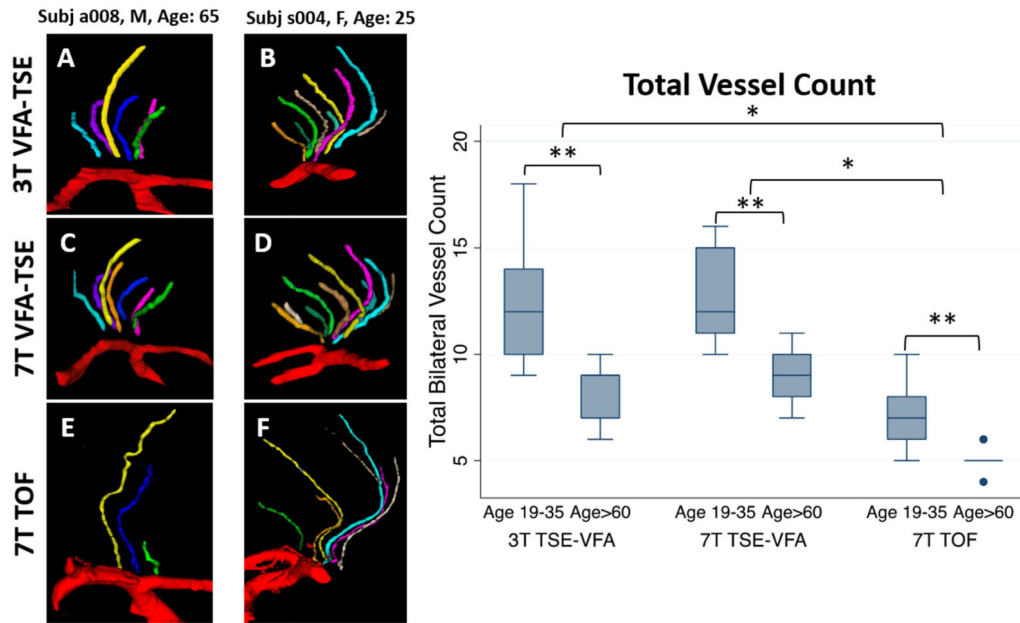 Subj a008, M, Age: 65
Subj s004, F, Age: 25
3T VFA-TSE
A
B
7T VFA-TSE
C
D
7T TOF
E
F
Total Vessel Count
*
**
*
**
**
Total Bilateral Vessel Count
20
15
10
5
Age 19-35 Age>60 Age 19-35 Age>60 Age 19-35 Age>60
3T TSE-VFA 7T TSE-VFA 7T TOF